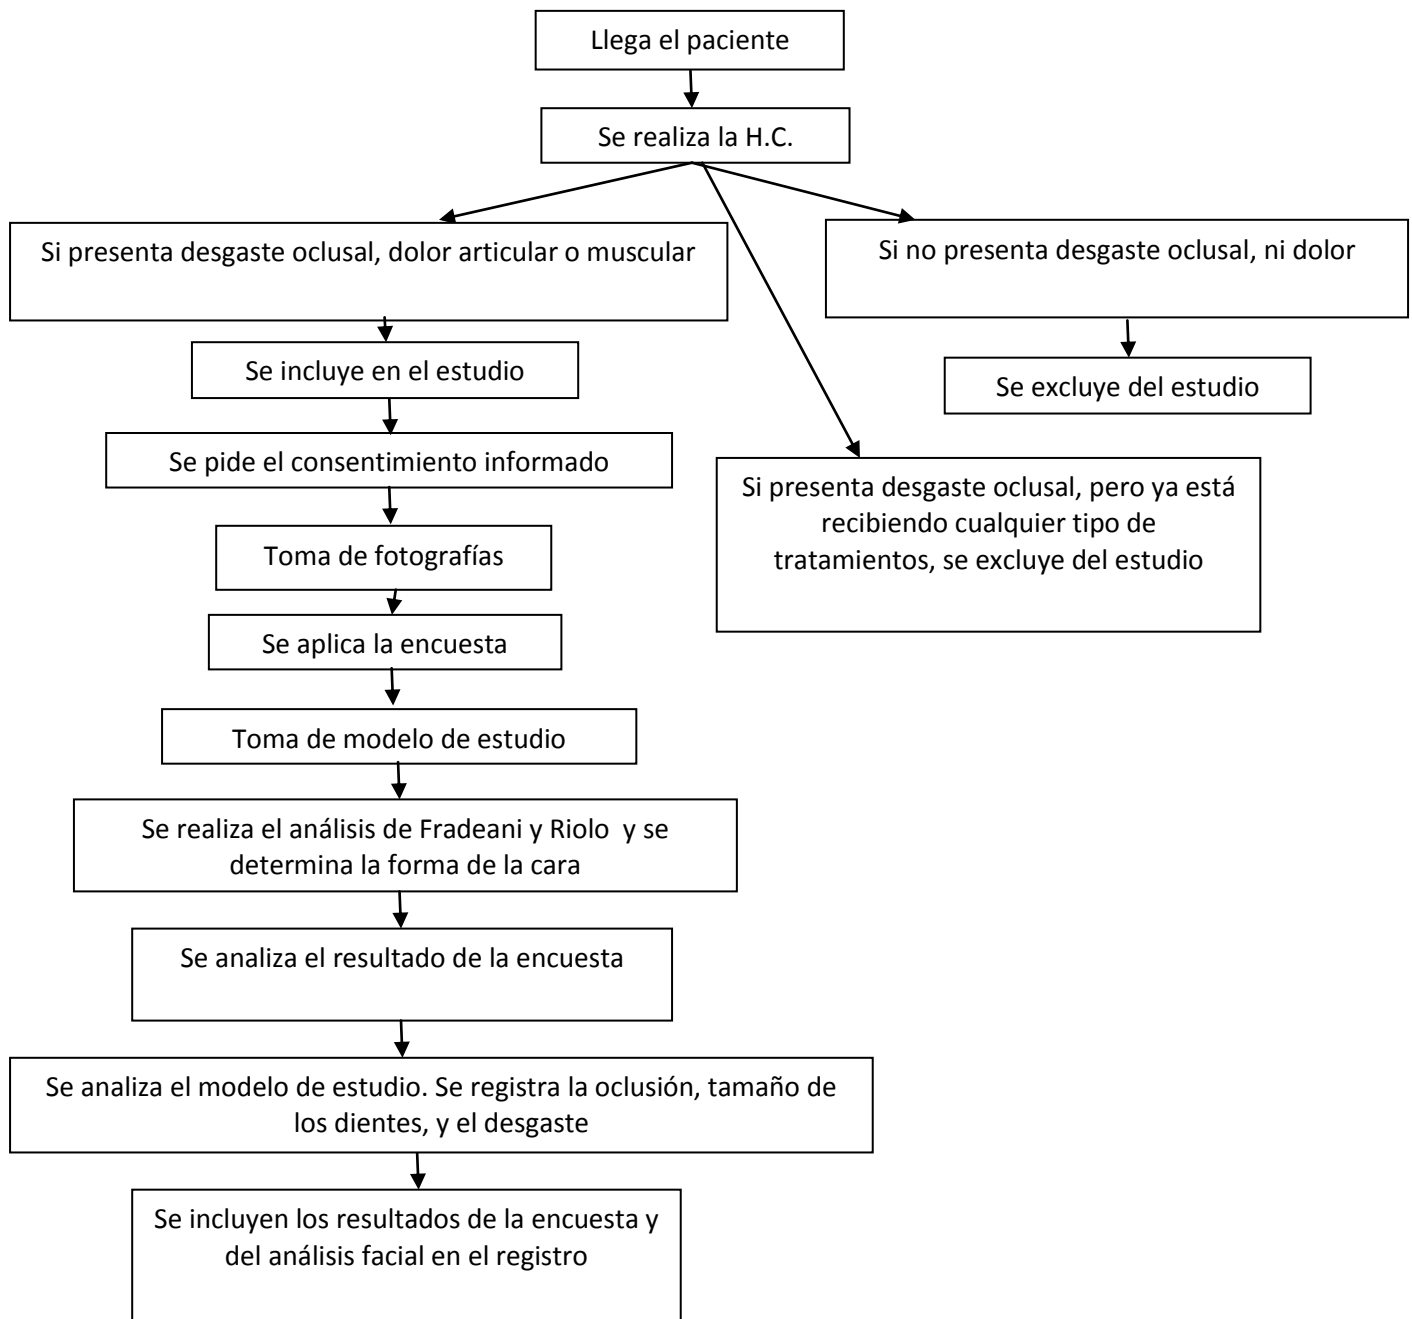 Llega el paciente
Se realiza la H.C.
Si presenta desgaste oclusal, dolor articular o muscular
Si no presenta desgaste oclusal, ni dolor
Se incluye en el estudio
Se excluye del estudio
Se pide el consentimiento informado
Si presenta desgaste oclusal, pero ya está
recibiendo cualquier tipo de
tratamientos, se excluye del estudio
Toma de fotografías
Se aplica la encuesta
Toma de modelo de estudio
Se realiza el análisis de Fradeani y Riolo y se
determina la forma de la cara
Se analiza el resultado de la encuesta
Se analiza el modelo de estudio. Se registra la oclusión, tamaño de
los dientes, y el desgaste
Se incluyen los resultados de la encuesta y
del análisis facial en el registro